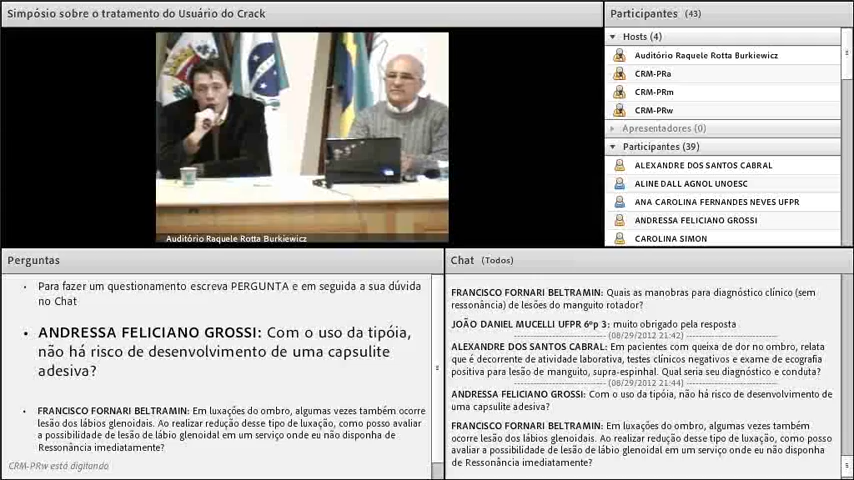 Simpósio sobre o tratamento do Usuário do Crack
Auditório Raquele Rotta Burkiewicz
Participantes (43)
Hosts (4)
Auditório Raquele Rotta Burkiewicz
CRM-PRa
CRM-PRm
CRM-PRw
Apresentadores (0)
Participantes (39)
ALEXANDRE DOS SANTOS CABRAL
ALINE DALL AGNOL UNOESC
ANA CAROLINA FERNANDES NEVES UFPR
ANDRESSA FELICIANO GROSSI
CAROLINA SIMON
Perguntas
Para fazer um questionamento escreva PERGUNTA e em seguida a sua dúvida
no Chat
ANDRESSA FELICIANO GROSSI: Com o uso da tipóia,
não há risco de desenvolvimento de uma capsulite
adesiva?
FRANCISCO FORNARI BELTRAMIN: Em luxações do ombro, algumas vezes também ocorre
lesão dos lábios glenoidais. Ao realizar redução desse tipo de luxação, como posso avaliar
a possibilidade de lesão de lábio glenoidal em um serviço onde eu não disponha de
Ressonância imediatamente?
CRM-PRw está digitando
Chat (Todos)
FRANCISCO FORNARI BELTRAMIN: Quais as manobras para diagnóstico clínico (sem
ressonância) de lesões do manguito rotador?
JOÃO DANIEL MUCELLI UFPR 6ºp 3: muito obrigado pela resposta
(08/29/2012 21:42)
ALEXANDRE DOS SANTOS CABRAL: Em pacientes com queixa de dor no ombro, relata
que é decorrente de atividade laborativa, testes clínicos negativos e exame de ecografia
positiva para lesão de manguito, supra-espinhal. Qual seria seu diagnóstico e conduta?
(08/29/2012 21:44)
ANDRESSA FELICIANO GROSSI: Com o uso da tipóia, não há risco de desenvolvimento de
uma capsulite adesiva?
FRANCISCO FORNARI BELTRAMIN: Em luxações do ombro, algumas vezes também
ocorre lesão dos lábios glenoidais. Ao realizar redução desse tipo de luxação, como posso
avaliar a possibilidade de lesão de lábio glenoidal em um serviço onde eu não disponha
de Ressonância imediatamente?